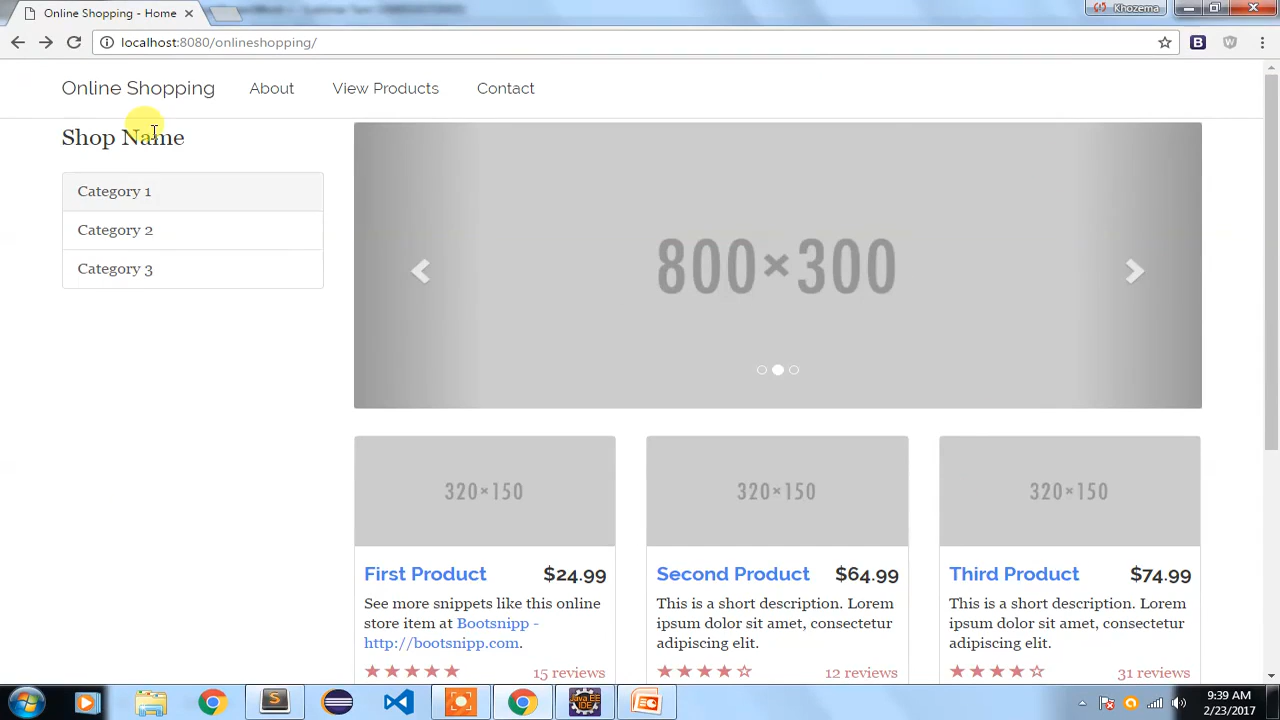 Online Shopping - Home
Khozema
localhost:8080/onlineshopping/
Online Shopping About View Products Contact
Shop Name
Category 1
Category 2
Category 3
800×300
320×150 320×150 320×150
First Product $24.99 Second Product $64.99 Third Product $74.99
See more snippets like this online This is a short description. Lorem This is a short description. Lorem
store item at Bootsnipp - ipsum dolor sit amet, consectetur ipsum dolor sit amet, consectetur
http://bootsnipp.com. adipiscing elit. adipiscing elit.
15 reviews 12 reviews 31 reviews
Java EE
IDE
9:39 AM
2/23/2017